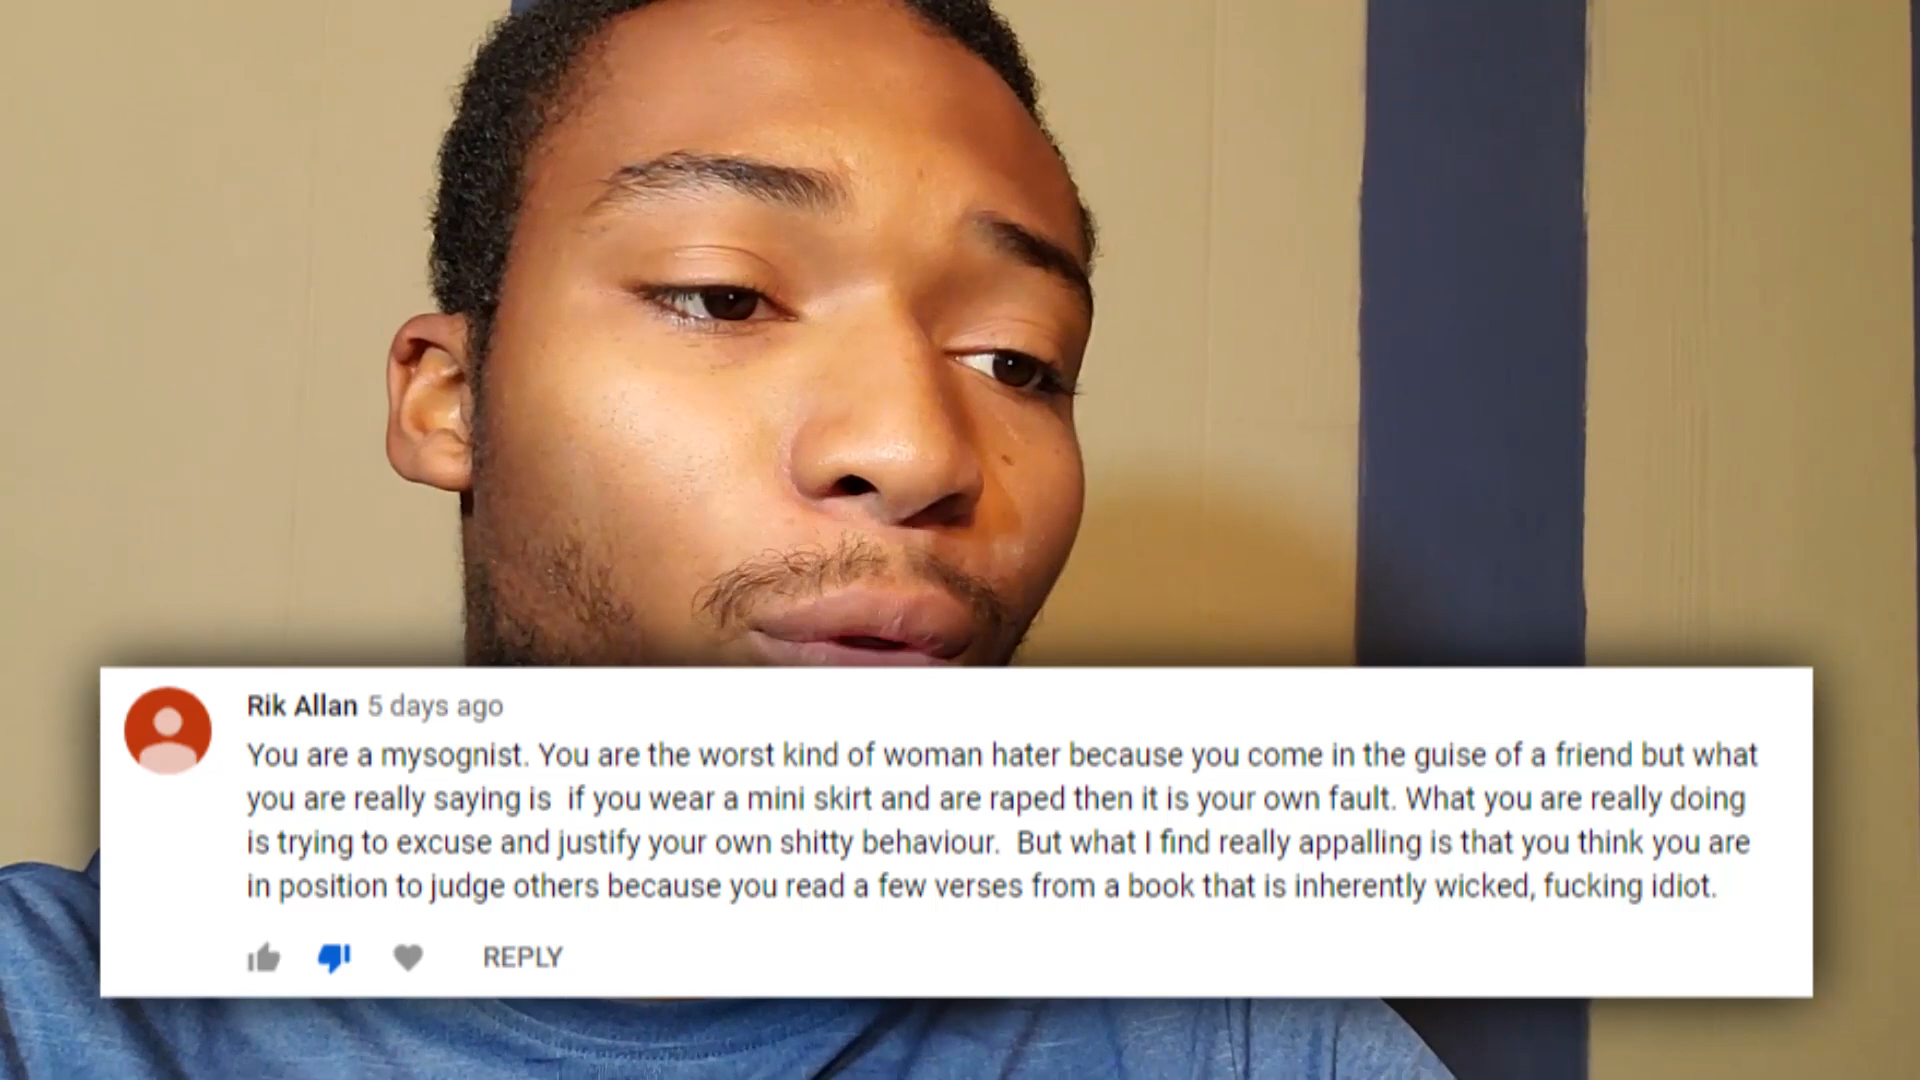 Rik Allan 5 days ago
You are a mysognist. You are the worst kind of woman hater because you come in the guise of a friend but what
you are really saying is  if you wear a mini skirt and are raped then it is your own fault. What you are really doing
is trying to excuse and justify your own shitty behaviour.  But what I find really appalling is that you think you are
in position to judge others because you read a few verses from a book that is inherently wicked, fucking idiot.
REPLY